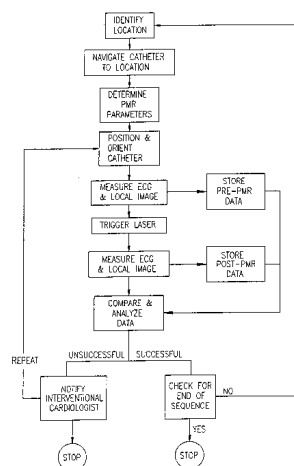 IDENTIFY
LOCATION
NAVIGATE CATHETER
TO LOCATION
DETERMINE
PMR
PARAMETERS
POSITION &
ORIENT
CATHETER
MEASURE ECG
& LOCAL IMAGE
STORE
PRE-PMR
DATA
TRIGGER LASER
MEASURE ECG
& LOCAL IMAGE
STORE
POST-PMR
DATA
COMPARE &
ANALYZE
DATA
REPEAT
UNSUCCESSFUL
SUCCESSFUL
NOTIFY
INTERVENTIONAL
CARDIOLOGIST
CHECK FOR
END OF
SEQUENCE
NO
YES
STOP
STOP